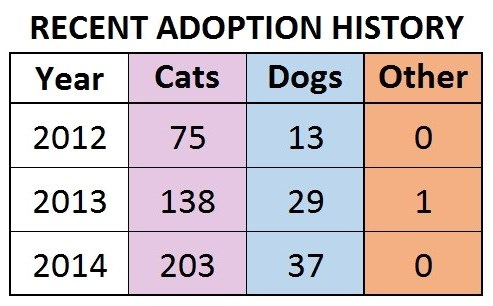 RECENT ADOPTION HISTORY
Year Cats Dogs Other
2012 75 13 0
2013 138 29 1
2014 203 37 0